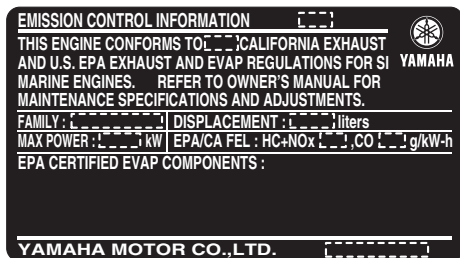 EMISSION CONTROL INFORMATION
THIS ENGINE CONFORMS TO CALIFORNIA EXHAUST
AND U.S. EPA EXHAUST AND EVAP REGULATIONS FOR SI
MARINE ENGINES. REFER TO OWNER'S MANUAL FOR
MAINTENANCE SPECIFICATIONS AND ADJUSTMENTS.
YAMAHA
FAMILY : DISPLACEMENT : liters
MAX POWER : kW EPA/CA FEL : HC+NOx ,CO g/kW-h
EPA CERTIFIED EVAP COMPONENTS :
YAMAHA MOTOR CO.,LTD.